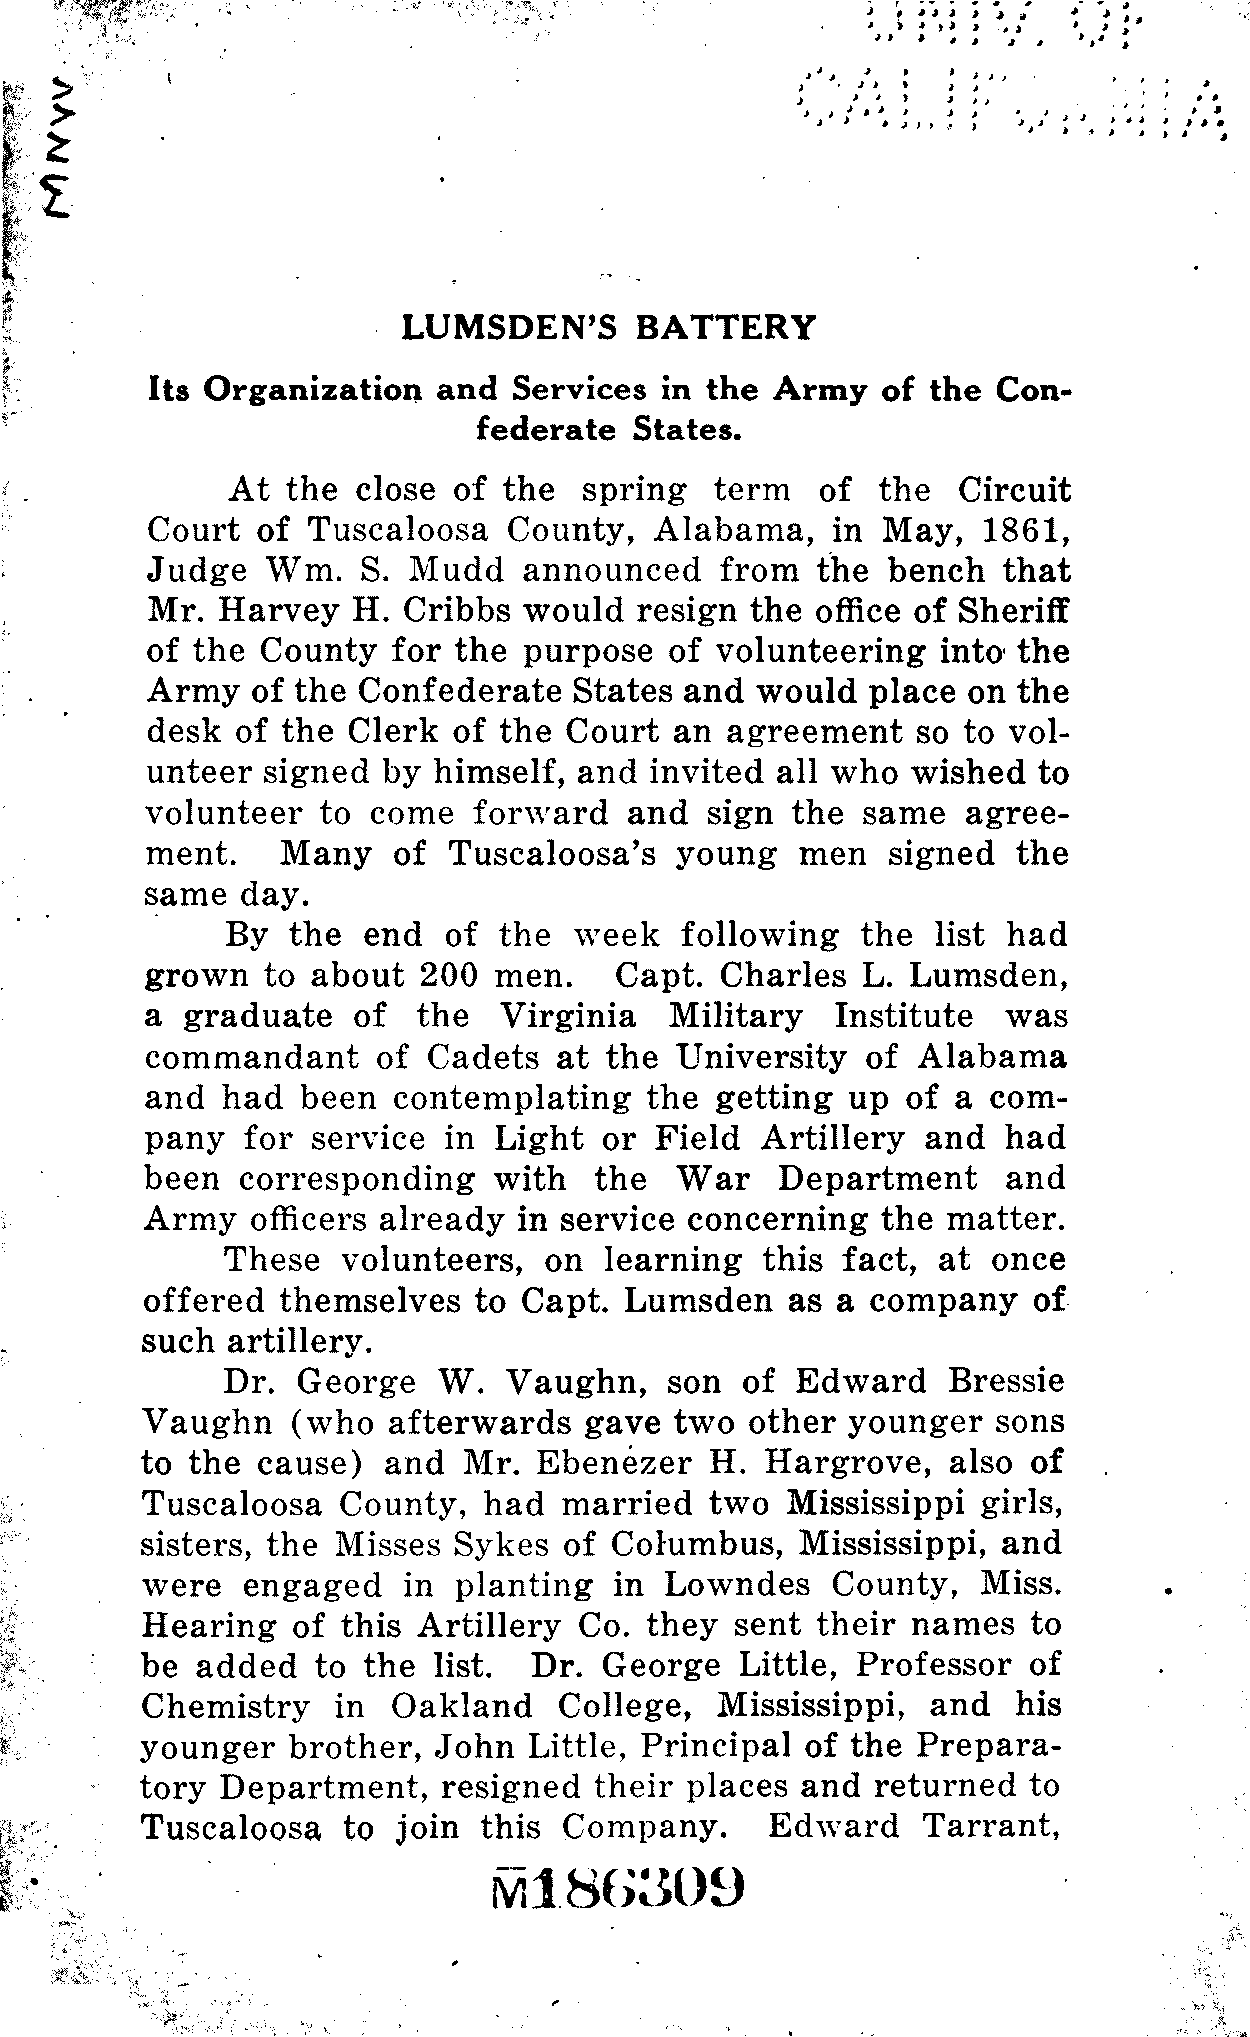 UNIV. OF
CALIFORNIA
LUMSDEN'S BATTERY
Its Organization and Services in the Army of the Con-
federate States.
At the close of the spring term of the Circuit
Court of Tuscaloosa County, Alabama, in May, 1861,
Judge Wm. S. Mudd announced from the bench that
Mr. Harvey H. Cribbs would resign the office of Sheriff
of the County for the purpose of volunteering into the
Army of the Confederate States and would place on the
desk of the Clerk of the Court an agreement so to vol-
unteer signed by himself, and invited all who wished to
volunteer to come forward and sign the same agree-
ment. Many of Tuscaloosa's young men signed the
same day.
By the end of the week following the list had
grown to about 200 men. Capt. Charles L. Lumsden,
a graduate of the Virginia Military Institute was
commandant of Cadets at the University of Alabama
and had been contemplating the getting up of a com-
pany for service in Light or Field Artillery and had
been corresponding with the War Department and
Army officers already in service concerning the matter.
These volunteers, on learning this fact, at once
offered themselves to Capt. Lumsden as a company of
such artillery.
Dr. George W. Vaughn, son of Edward Bressie
Vaughn (who afterwards gave two other younger sons
to the cause) and Mr. Ebenezer H. Hargrove, also of
Tuscaloosa County, had married two Mississippi girls,
sisters, the Misses Sykes of Columbus, Mississippi, and
were engaged in planting in Lowndes County, Miss.
Hearing of this Artillery Co. they sent their names to
be added to the list. Dr. George Little, Professor of
Chemistry in Oakland College, Mississippi, and his
younger brother, John Little, Principal of the Prepara-
tory Department, resigned their places and returned to
Tuscaloosa to join this Company. Edward Tarrant,
M186309